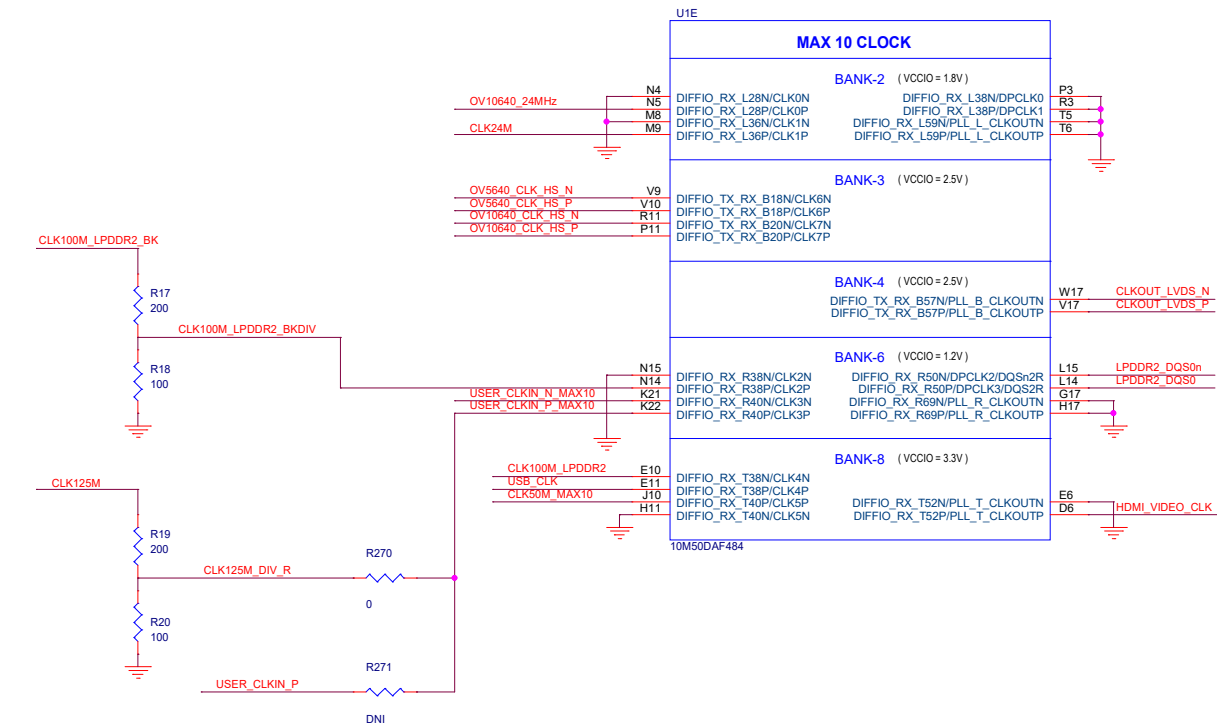 U1E
MAX 10 CLOCK
BANK-2 ( VCCIO = 1.8V )
N4 DIFFIO_RX_L28N/CLK0N DIFFIO_RX_L38N/DPCLK0 P3
OV10640_24MHz N5 DIFFIO_RX_L28P/CLK0P DIFFIO_RX_L38P/DPCLK1 R3
M8 DIFFIO_RX_L36N/CLK1N DIFFIO_RX_L59N/PLL_L_CLKOUTN T5
CLK24M M9 DIFFIO_RX_L36P/CLK1P DIFFIO_RX_L59P/PLL_L_CLKOUTP T6
BANK-3 ( VCCIO = 2.5V )
OV5640_CLK_HS_N V9 DIFFIO_TX_RX_B18N/CLK6N
OV5640_CLK_HS_P V10 DIFFIO_TX_RX_B18P/CLK6P
OV10640_CLK_HS_N R11 DIFFIO_TX_RX_B20N/CLK7N
OV10640_CLK_HS_P P11 DIFFIO_TX_RX_B20P/CLK7P
CLK100M_LPDDR2_BK
R17
200
BANK-4 ( VCCIO = 2.5V )
DIFFIO_TX_RX_B57N/PLL_B_CLKOUTN W17 CLKOUT_LVDS_N
DIFFIO_TX_RX_B57P/PLL_B_CLKOUTP V17 CLKOUT_LVDS_P
CLK100M_LPDDR2_BKDIV
R18
100
BANK-6 ( VCCIO = 1.2V )
N15 DIFFIO_RX_R38N/CLK2N DIFFIO_RX_R50N/DPCLK2/DQSn2R L15 LPDDR2_DQS0n
N14 DIFFIO_RX_R38P/CLK2P DIFFIO_RX_R50P/DPCLK3/DQS2R L14 LPDDR2_DQS0
USER_CLKIN_N_MAX10 K21 DIFFIO_RX_R40N/CLK3N DIFFIO_RX_R69N/PLL_R_CLKOUTN G17
USER_CLKIN_P_MAX10 K22 DIFFIO_RX_R40P/CLK3P DIFFIO_RX_R69P/PLL_R_CLKOUTP H17
BANK-8 ( VCCIO = 3.3V )
CLK100M_LPDDR2 E10 DIFFIO_RX_T38N/CLK4N
USB_CLK E11 DIFFIO_RX_T38P/CLK4P
CLK50M_MAX10 J10 DIFFIO_RX_T40P/CLK5P DIFFIO_RX_T52N/PLL_T_CLKOUTN E6
H11 DIFFIO_RX_T40N/CLK5N DIFFIO_RX_T52P/PLL_T_CLKOUTP D6 HDMI_VIDEO_CLK
10M50DAF484
CLK125M
R19
200
CLK125M_DIV_R
R270
0
R20
100
USER_CLKIN_P
R271
DNI